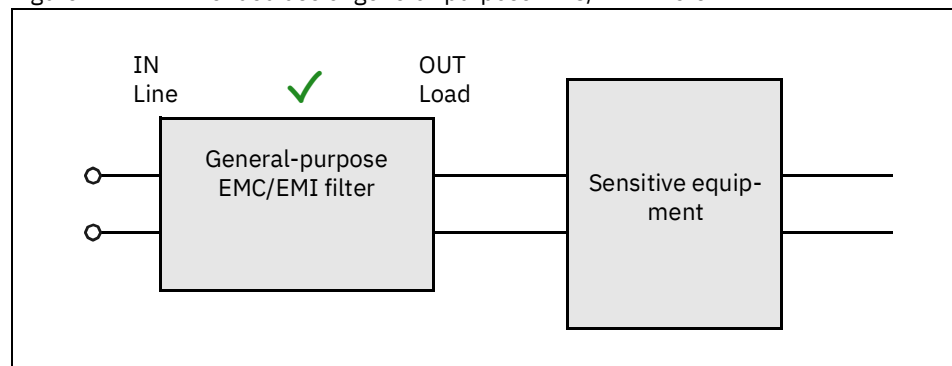 IN
Line
OUT
Load
General-purpose
EMC/EMI filter
Sensitive equip-
ment